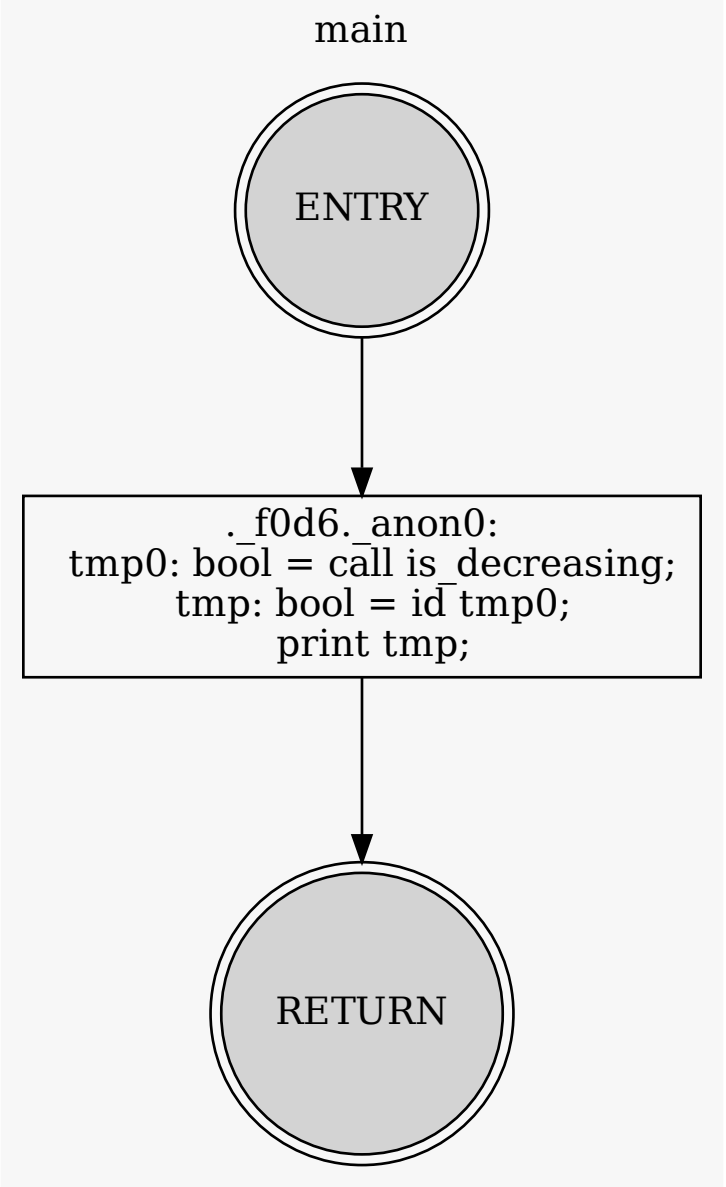 main
ENTRY
._f0d6._anon0:
tmp0: bool = call is_decreasing;
tmp: bool = id tmp0;
print tmp;
RETURN